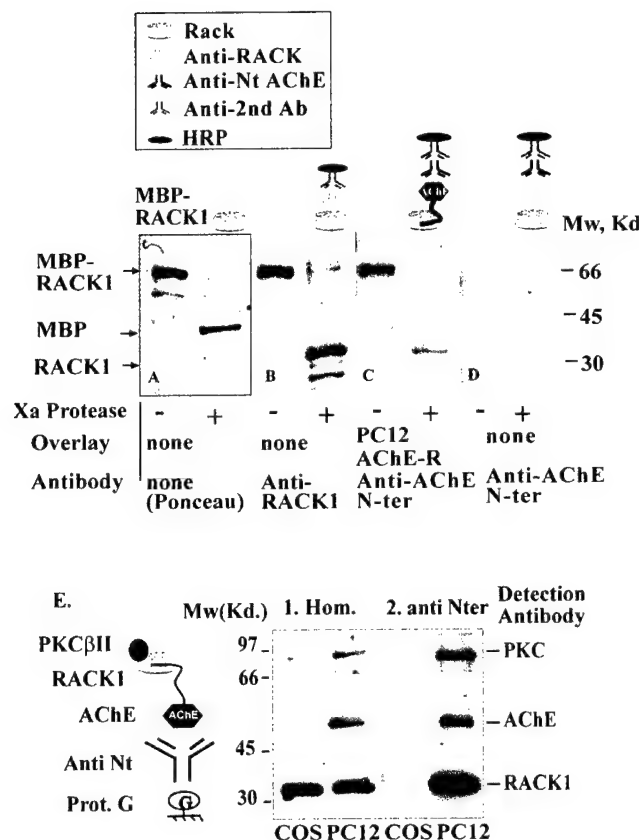 Rack
Anti-RACK
Anti-Nt AChE
Anti-2nd Ab
HRP
MBP-
RACK1
AChE
Mw, Kd
MBP-
RACK1
MBP
RACK1
66
45
30
A B C D
Xa Protease - + - + - + - +
Overlay none none PC12 AChE-R none
Antibody none (Ponceau) Anti-RACK1 Anti-AChE N-ter Anti-AChE N-ter
E.
Mw(Kd.) 1. Hom. 2. anti Nter Detection Antibody
PKCβII
RACK1
AChE
AChE
Anti Nt
Prot. G
G
97
66
45
30
PKC
AChE
RACK1
COS PC12 COS PC12